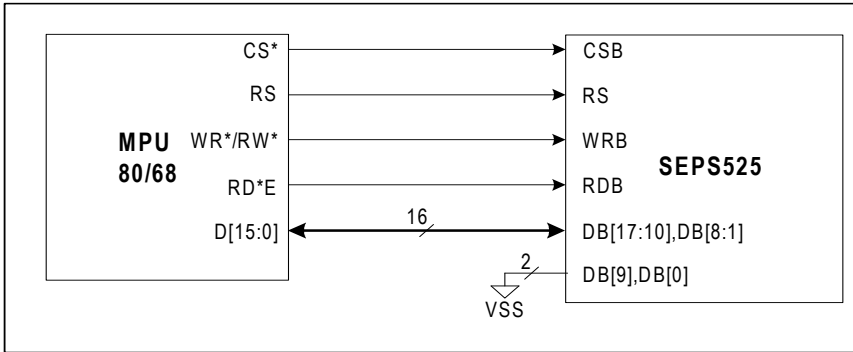 CS* CSB
RS RS
MPU 80/68 WR*/RW* WRB
SEPS525
RD*E RDB
D[15:0] 16 DB[17:10],DB[8:1]
2 DB[9],DB[0]
VSS